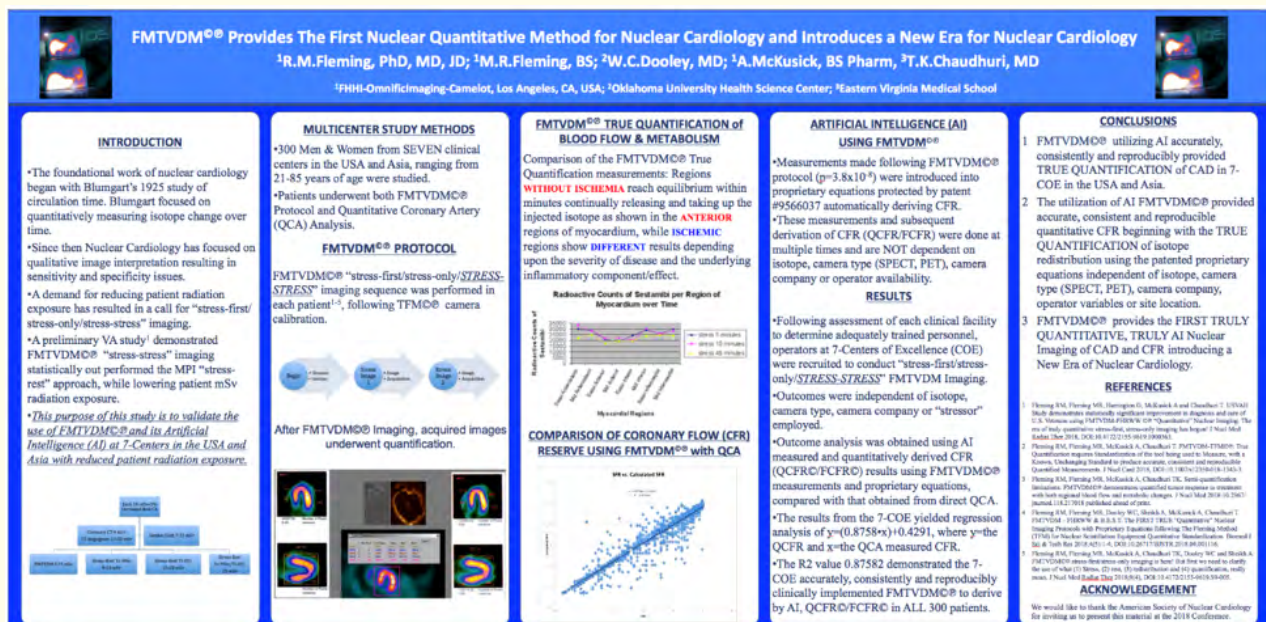 FMTVDM©℗ Provides The First Nuclear Quantitative Method for Nuclear Cardiology and Introduces a New Era for Nuclear Cardiology
¹R.M.Fleming, PhD, MD, JD; ¹M.R.Fleming, BS; ²W.C.Dooley, MD; ¹A.McKusick, BS Pharm, ³T.K.Chaudhuri, MD
¹FHHI-OmnificImaging-Camelot, Los Angeles, CA, USA; ²Oklahoma University Health Science Center; ³Eastern Virginia Medical School
INTRODUCTION
•The foundational work of nuclear cardiology
began with Blumgart's 1925 study of
circulation time. Blumgart focused on
quantitatively measuring isotope change over
time.
•Since then Nuclear Cardiology has focused on
qualitative image interpretation resulting in
sensitivity and specificity issues.
•A demand for reducing patient radiation
exposure has resulted in a call for "stress-first/
stress-only/stress-stress" imaging.
•A preliminary VA study¹ demonstrated
FMTVDM©℗ "stress-stress" imaging
statistically out performed the MPI "stress-
rest" approach, while lowering patient mSv
radiation exposure.
•This purpose of this study is to validate the
use of FMTVDM©℗ and its Artificial
Intelligence (AI) at 7-Centers in the USA and
Asia with reduced patient radiation exposure.
MULTICENTER STUDY METHODS
•300 Men & Women from SEVEN clinical
centers in the USA and Asia, ranging from
21-85 years of age were studied.
•Patients underwent both FMTVDM©℗
Protocol and Quantitative Coronary Artery
(QCA) Analysis.
FMTVDM©℗ PROTOCOL
FMTVDM©℗ "stress-first/stress-only/STRESS-
STRESS" imaging sequence was performed in
each patient¹⁻⁵, following TFM©℗ camera
calibration.
Begin
Stress
Image
1
Stress
Image
2
After FMTVDM©℗ Imaging, acquired images
underwent quantification.
FMTVDM©℗ TRUE QUANTIFICATION of
BLOOD FLOW & METABOLISM
Comparison of the FMTVDM©℗ True
Quantification measurements: Regions
WITHOUT ISCHEMIA reach equilibrium within
minutes continually releasing and taking up the
injected isotope as shown in the ANTERIOR
regions of myocardium, while ISCHEMIC
regions show DIFFERENT results depending
upon the severity of disease and the underlying
inflammatory component/effect.
Radioactive Counts of Sestamibi per Region of
Myocardium over Time
Radioactive Counts of
Sestamibi
Myocardial Regions
COMPARISON OF CORONARY FLOW (CFR)
RESERVE USING FMTVDM©℗ with QCA
ARTIFICIAL INTELLIGENCE (AI)
USING FMTVDM©℗
•Measurements made following FMTVDM©℗
protocol (p=3.8x10⁻⁸) were introduced into
proprietary equations protected by patent
#9566037 automatically deriving CFR.
•These measurements and subsequent
derivation of CFR (QCFR/FCFR) were done at
multiple times and are NOT dependent on
isotope, camera type (SPECT, PET), camera
company or operator availability.
RESULTS
•Following assessment of each clinical facility
to determine adequately trained personnel,
operators at 7-Centers of Excellence (COE)
were recruited to conduct "stress-first/stress-
only/STRESS-STRESS" FMTVDM Imaging.
•Outcomes were independent of isotope,
camera type, camera company or "stressor"
employed.
•Outcome analysis was obtained using AI
measured and quantitatively derived CFR
(QCFR©/FCFR©) results using FMTVDM©℗
measurements and proprietary equations,
compared with that obtained from direct QCA.
•The results from the 7-COE yielded regression
analysis of y=(0.8758•x)+0.4291, where y=the
QCFR and x=the QCA measured CFR.
•The R2 value 0.87582 demonstrated the 7-
COE accurately, consistently and reproducibly
clinically implemented FMTVDM©℗ to derive
by AI, QCFR©/FCFR© in ALL 300 patients.
CONCLUSIONS
1 FMTVDM©℗ utilizing AI accurately,
consistently and reproducibly provided
TRUE QUANTIFICATION of CAD in 7-
COE in the USA and Asia.
2 The utilization of AI FMTVDM©℗ provided
accurate, consistent and reproducible
quantitative CFR beginning with the TRUE
QUANTIFICATION of isotope
redistribution using the patented proprietary
equations independent of isotope, camera
type (SPECT, PET), camera company,
operator variables or site location.
3 FMTVDM©℗ provides the FIRST TRULY
QUANTITATIVE, TRULY AI Nuclear
Imaging of CAD and CFR introducing a
New Era of Nuclear Cardiology.
REFERENCES
ACKNOWLEDGEMENT
We would like to thank the American Society of Nuclear Cardiology
for inviting us to present this material at the 2018 Conference.